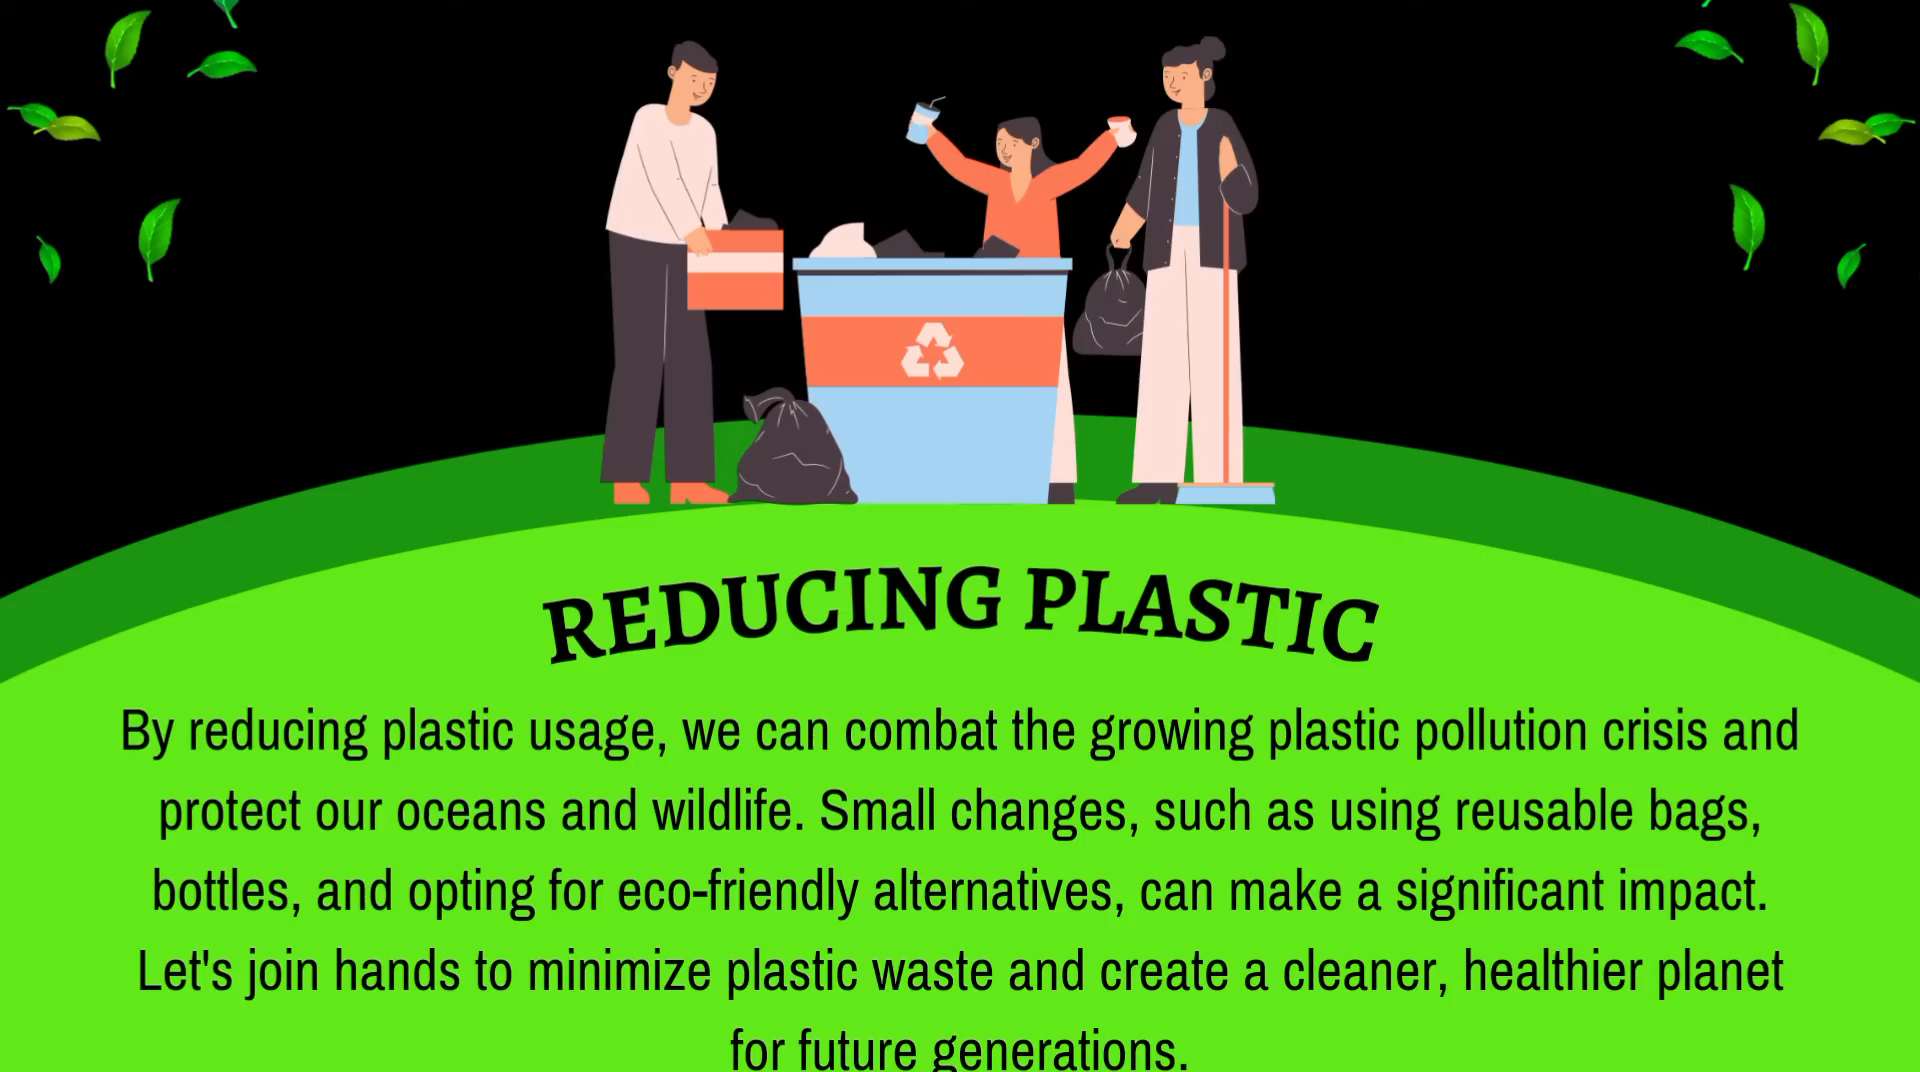 REDUCING PLASTIC
By reducing plastic usage, we can combat the growing plastic pollution crisis and
protect our oceans and wildlife. Small changes, such as using reusable bags,
bottles, and opting for eco-friendly alternatives, can make a significant impact.
Let's join hands to minimize plastic waste and create a cleaner, healthier planet
for future generations.